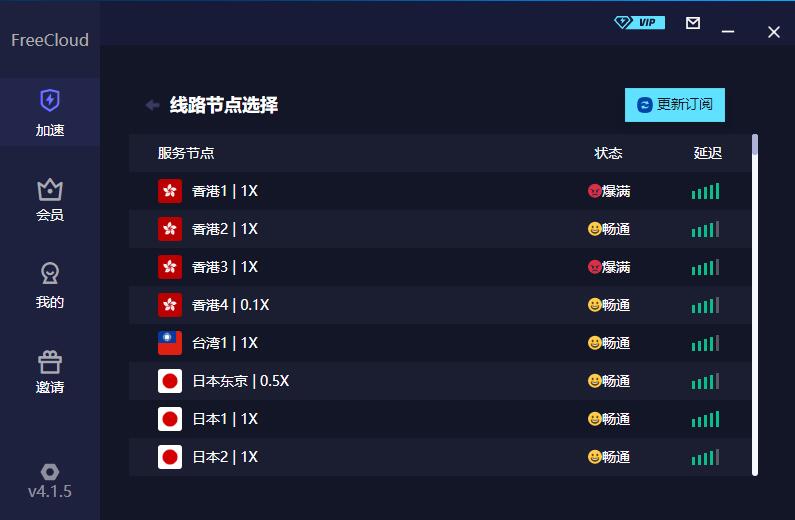 FreeCloud
VIP
加速
会员
我的
邀请
v4.1.5
线路节点选择
更新订阅
服务节点 状态 延迟
香港1 | 1X 爆满
香港2 | 1X 畅通
香港3 | 1X 爆满
香港4 | 0.1X 畅通
台湾1 | 1X 畅通
日本东京 | 0.5X 畅通
日本1 | 1X 畅通
日本2 | 1X 畅通